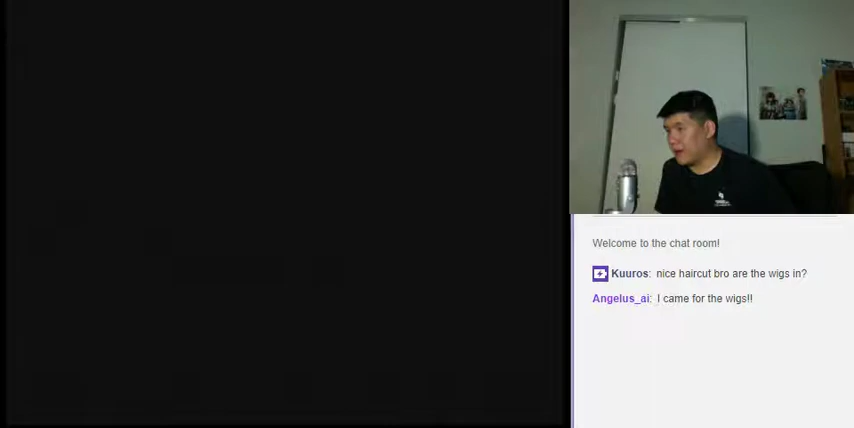 Welcome to the chat room!
Kuuros: nice haircut bro are the wigs in?
Angelus_ai: I came for the wigs!!